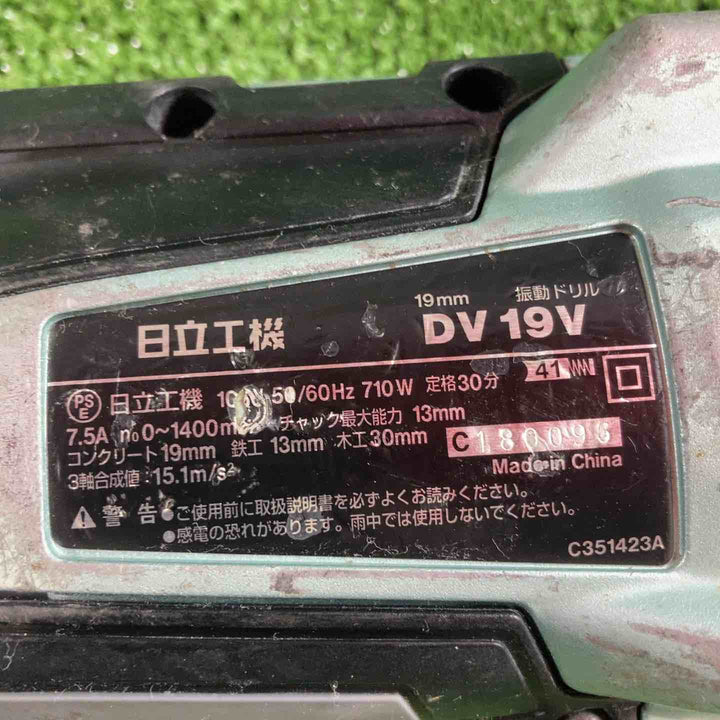 19mm 振動ドリル
日立工機 DV 19V
PS E 日立工機 50/60Hz 710W 定格30分 41
7.5A no 0~1400 チャック最大能力 13mm
コンクリート19mm 鉄工 13mm 木工30mm C180096
3軸合成値:15.1m/s² Made in China
警告 ●ご使用前に取扱説明書を必ずよくお読みください。
●感電の恐れがあります。雨中では使用しないでください。
C351423A